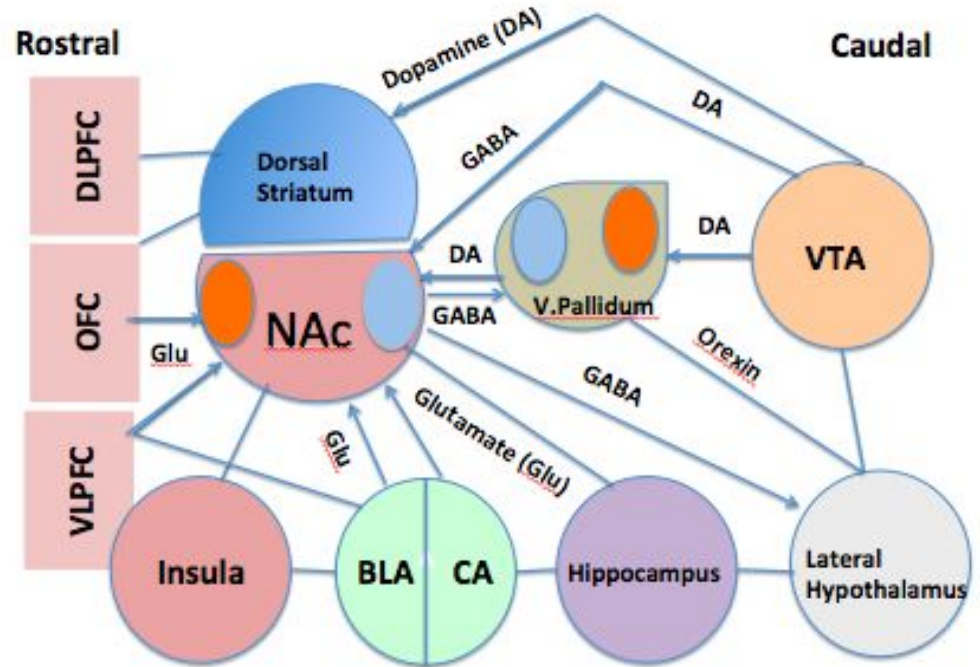 Rostral
Caudal
Dopamine (DA)
DA
DLPFC
GABA
Dorsal
Striatum
DA
VTA
DA
V.Pallidum
OFC
NAc
GABA
Glu
Orexin
GABA
Glutamate (Glu)
Glu
VLPFC
Insula
BLA
CA
Hippocampus
Lateral
Hypothalamus